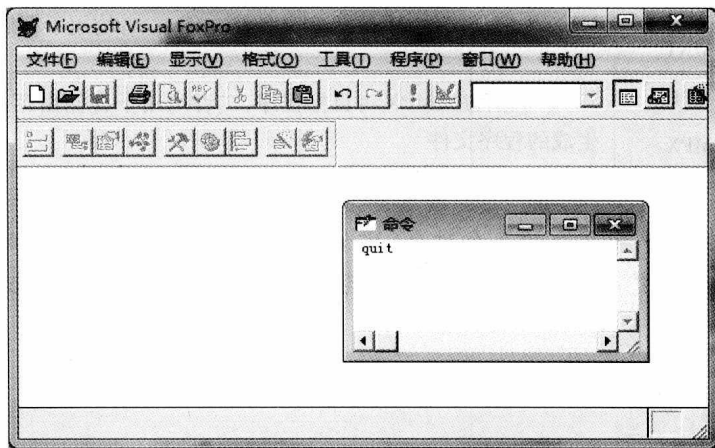 Microsoft Visual FoxPro
文件(F) 编辑(E) 显示(V) 格式(O) 工具(T) 程序(P) 窗口(W) 帮助(H)
命令
quit